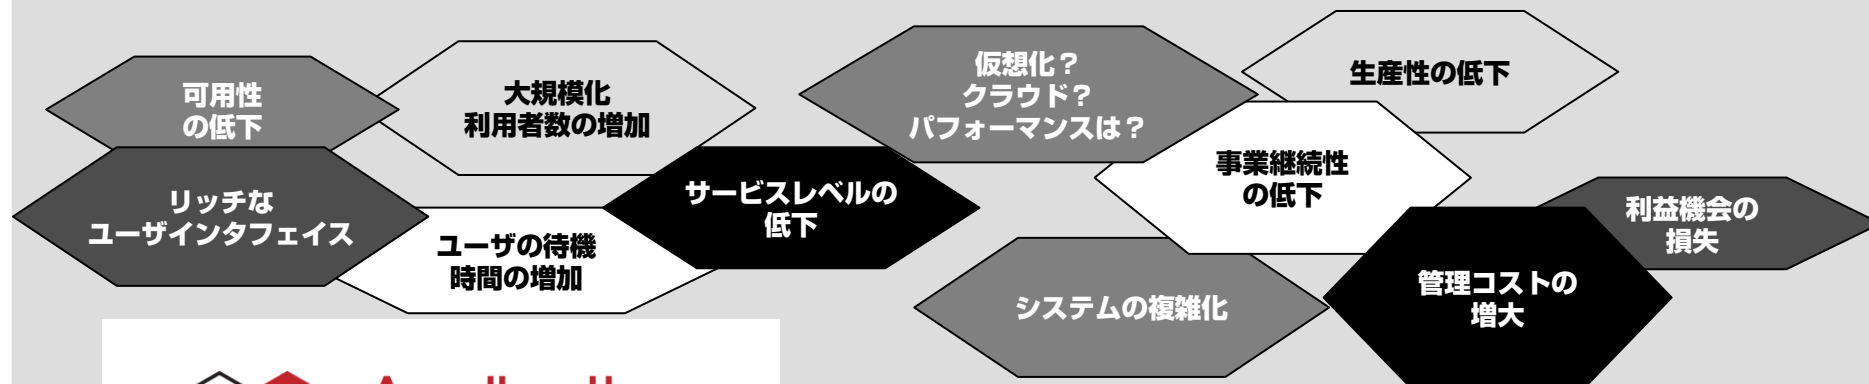 可用性
の低下
大規模化
利用者数の増加
仮想化？
クラウド？
パフォーマンスは？
生産性の低下
リッチな
ユーザインタフェイス
ユーザの待機
時間の増加
サービスレベルの
低下
事業継続性
の低下
利益機会の
損失
システムの複雑化
管理コストの
増大